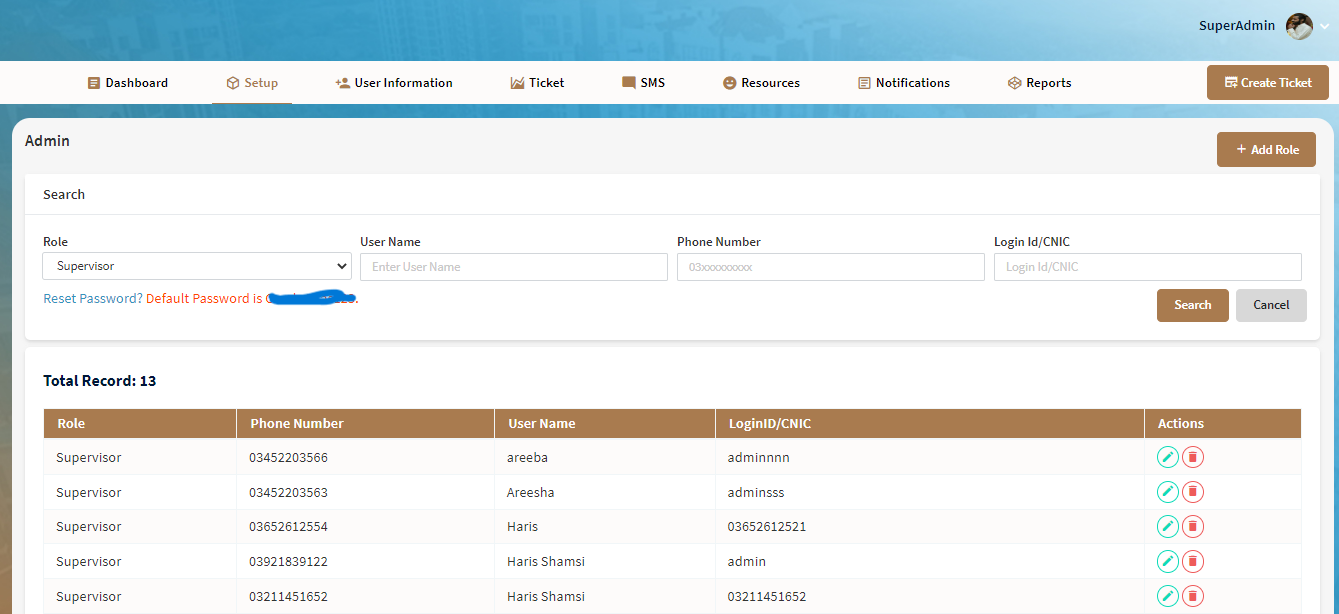 SuperAdmin
Dashboard Setup User Information Ticket SMS Resources Notifications Reports Create Ticket
Admin
+ Add Role
Search
Role User Name Phone Number Login Id/CNIC
Supervisor Enter User Name 03xxxxxxxxx Login Id/CNIC
Reset Password? Default Password is
Search Cancel
Total Record: 13
Role Phone Number User Name LoginID/CNIC Actions
Supervisor 03452203566 areeba adminnnn
Supervisor 03452203563 Areesha adminsss
Supervisor 03652612554 Haris 03652612521
Supervisor 03921839122 Haris Shamsi admin
Supervisor 03211451652 Haris Shamsi 03211451652